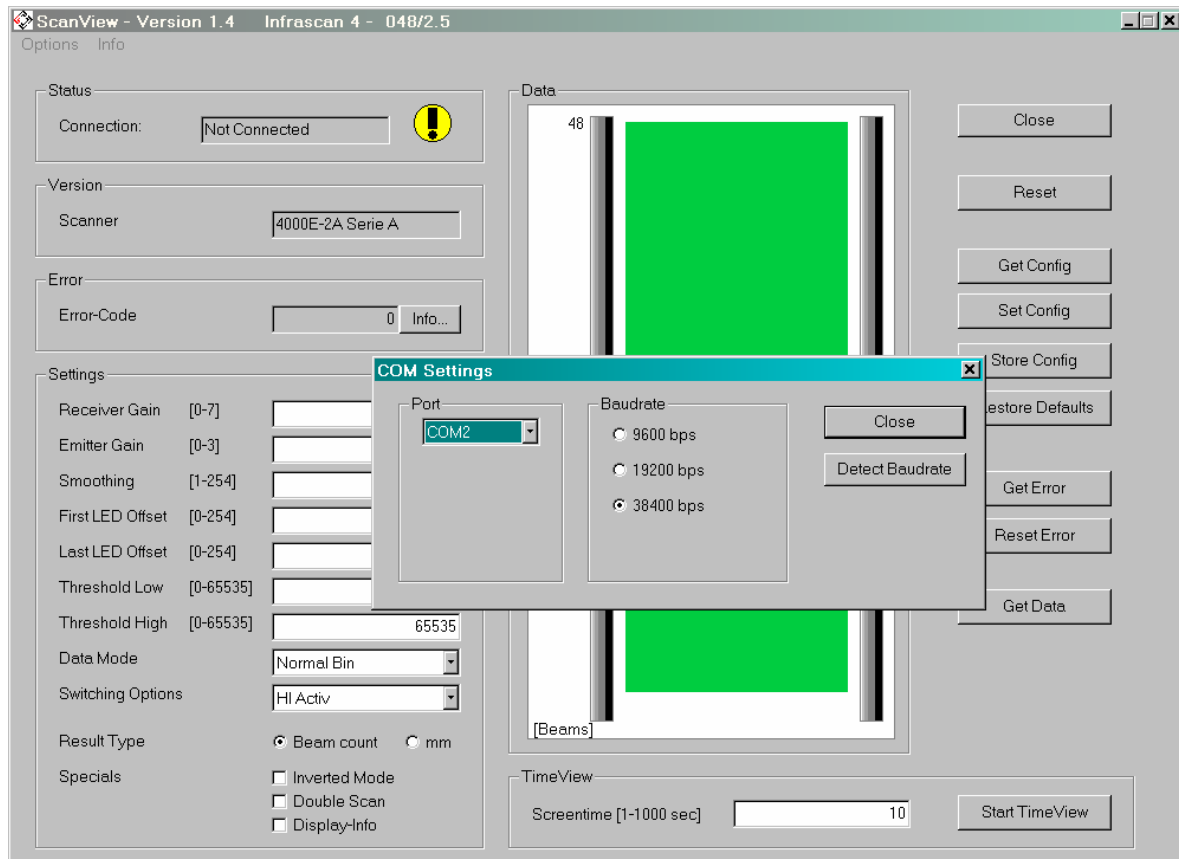 ScanView - Version 1.4 Infrascan 4 - 048/2.5
Options Info
Status
Connection: Not Connected
Version
Scanner 4000E-2A Serie A
Error
Error-Code 0 Info...
Settings
Receiver Gain [0-7]
Emitter Gain [0-3]
Smoothing [1-254]
First LED Offset [0-254]
Last LED Offset [0-254]
Threshold Low [0-65535]
Threshold High [0-65535] 65535
Data Mode Normal Bin
Switching Options HI Activ
Result Type Beam count mm
Specials Inverted Mode
Double Scan
Display-Info
Data
48
[Beams]
COM Settings
Port
COM2
Baudrate
9600 bps
19200 bps
38400 bps
Close
Detect Baudrate
TimeView
Screentime [1-1000 sec] 10
Start TimeView
Close
Reset
Get Config
Set Config
Store Config
estore Defaults
Get Error
Reset Error
Get Data